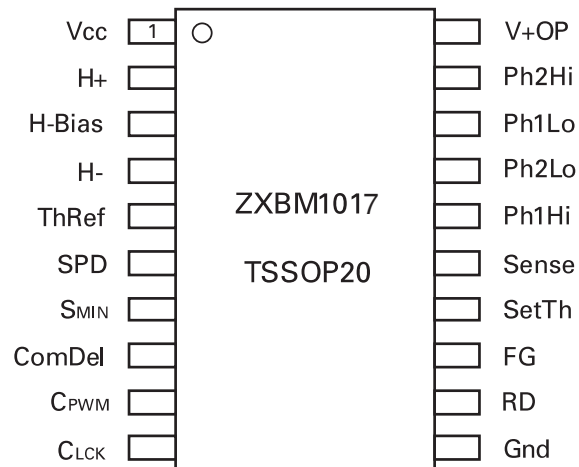 Vcc 1 V+OP
H+ Ph2Hi
H-Bias Ph1Lo
H- Ph2Lo
ThRef ZXBM1017 Ph1Hi
SPD TSSOP20 Sense
SMIN SetTh
ComDel FG
CPWM RD
CLCK Gnd